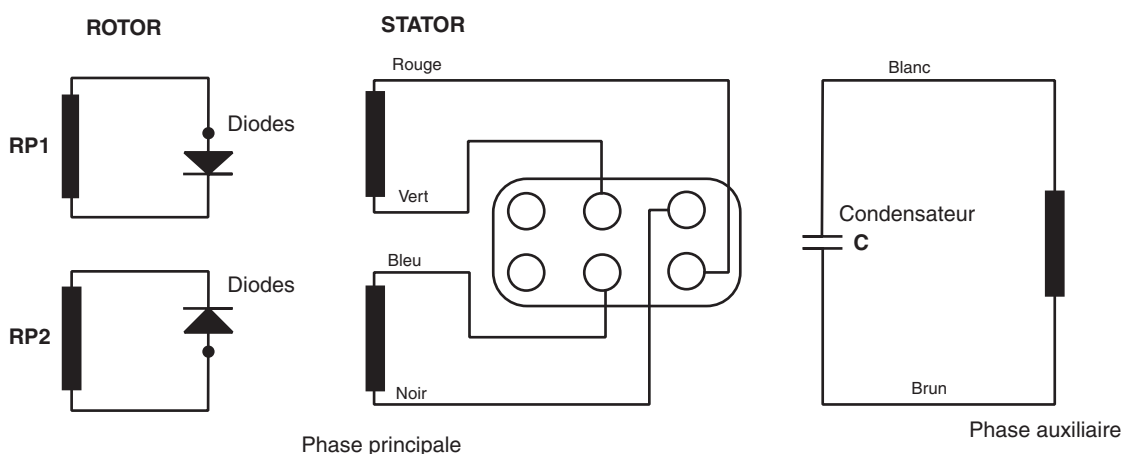 ROTOR
STATOR
Rouge
Blanc
Diodes
RP1
Vert
Condensateur
C
Bleu
Diodes
RP2
Noir
Brun
Phase principale
Phase auxiliaire